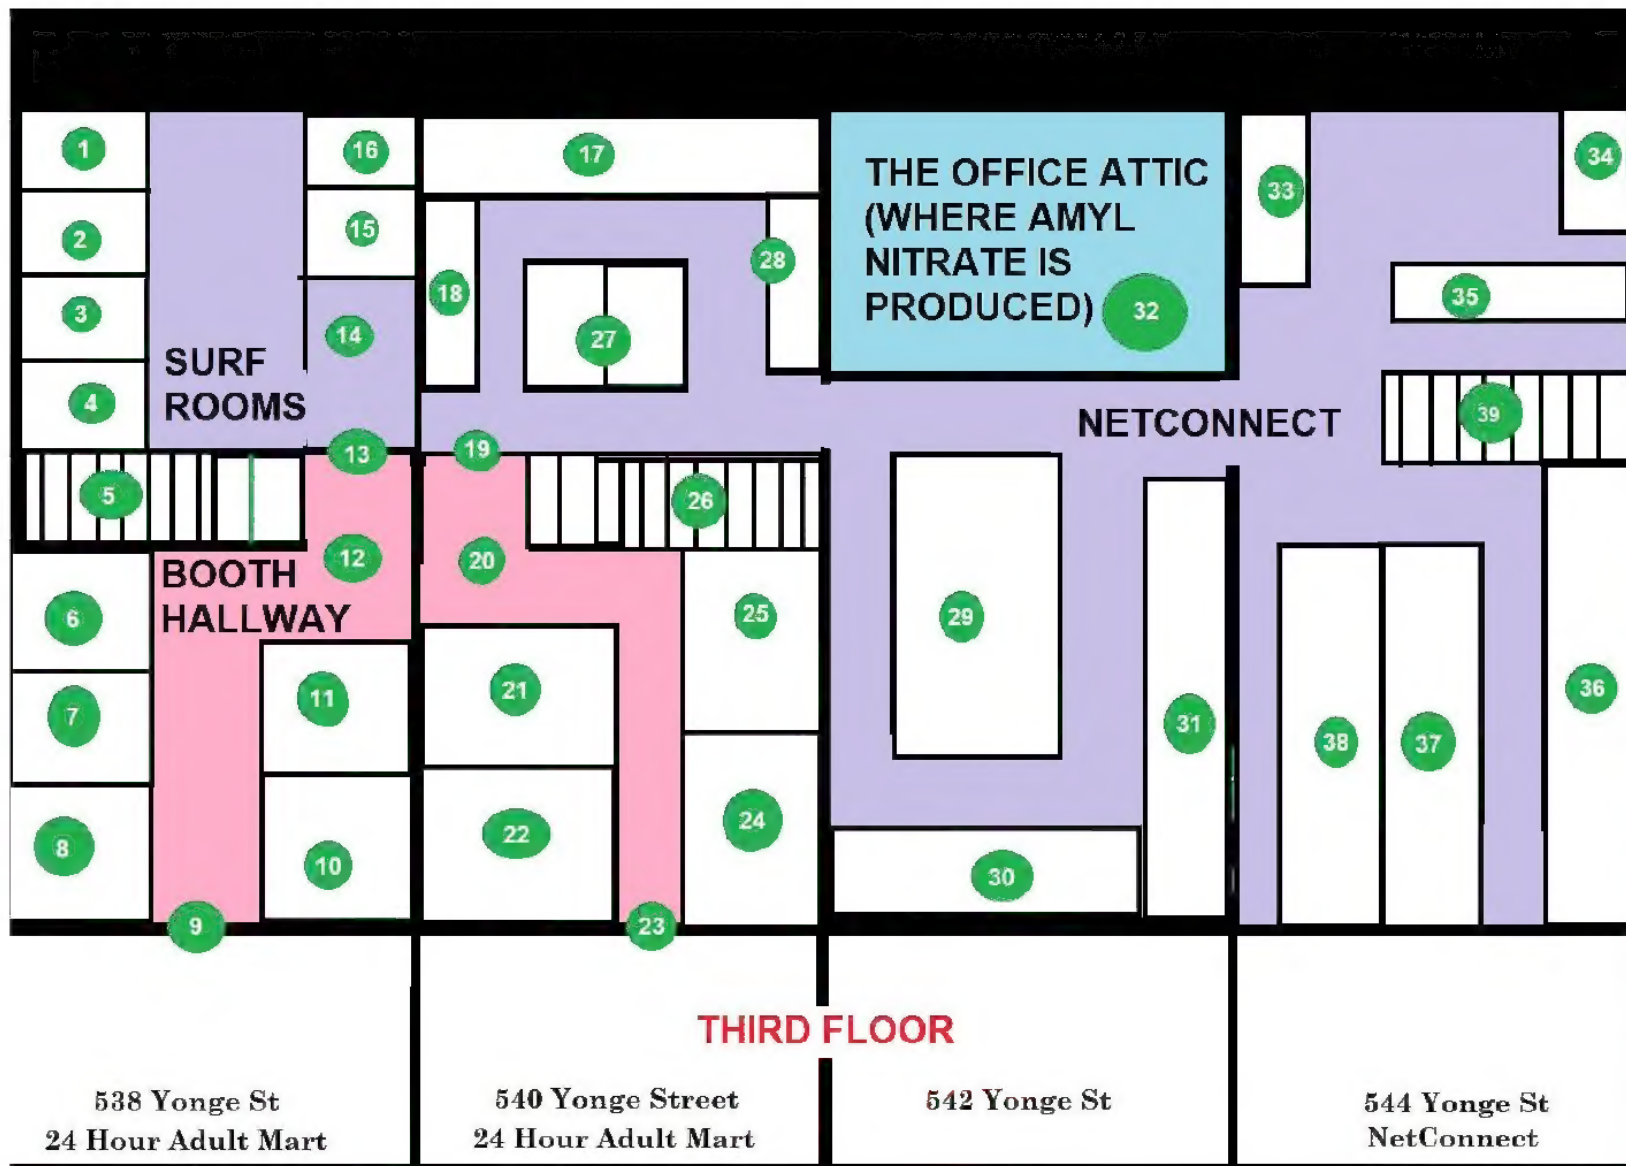 1
16
17
THE OFFICE ATTIC
(WHERE AMYL
NITRATE IS
PRODUCED)
32
33
34
2
15
28
18
3
14
27
35
SURF
ROOMS
4
13
19
NETCONNECT
39
5
26
BOOTH
HALLWAY
12
20
6
25
29
7
11
21
31
38
37
36
8
10
22
24
30
9
23
THIRD FLOOR
538 Yonge St
24 Hour Adult Mart
540 Yonge Street
24 Hour Adult Mart
542 Yonge St
544 Yonge St
NetConnect